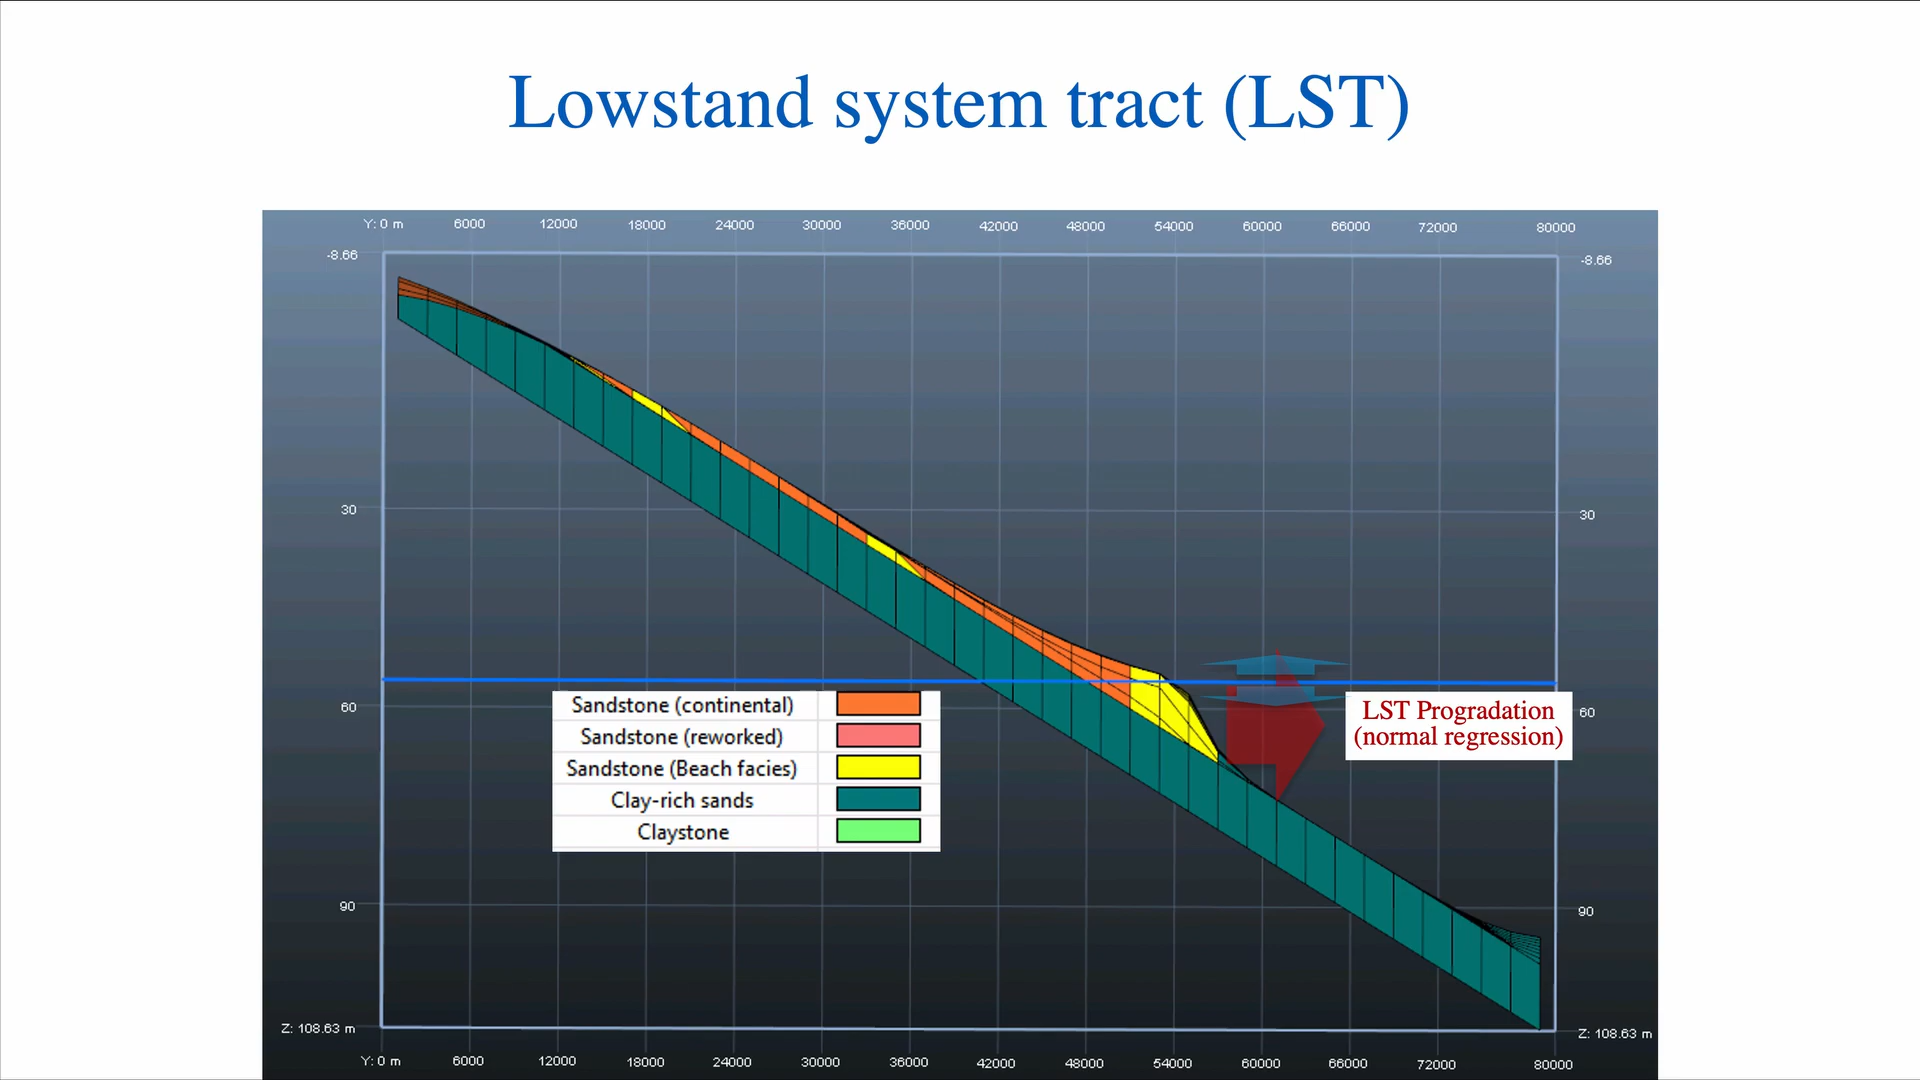 Lowstand system tract (LST)
Y: 0 m 6000 12000 18000 24000 30000 36000 42000 48000 54000 60000 66000 72000 80000
-8.66 -8.66
30 30
60 60
90 90
Z: 108.63 m Z: 108.63 m
Y: 0 m 6000 12000 18000 24000 30000 36000 42000 48000 54000 60000 66000 72000 80000
Sandstone (continental)
Sandstone (reworked)
Sandstone (Beach facies)
Clay-rich sands
Claystone
LST Progradation
(normal regression)